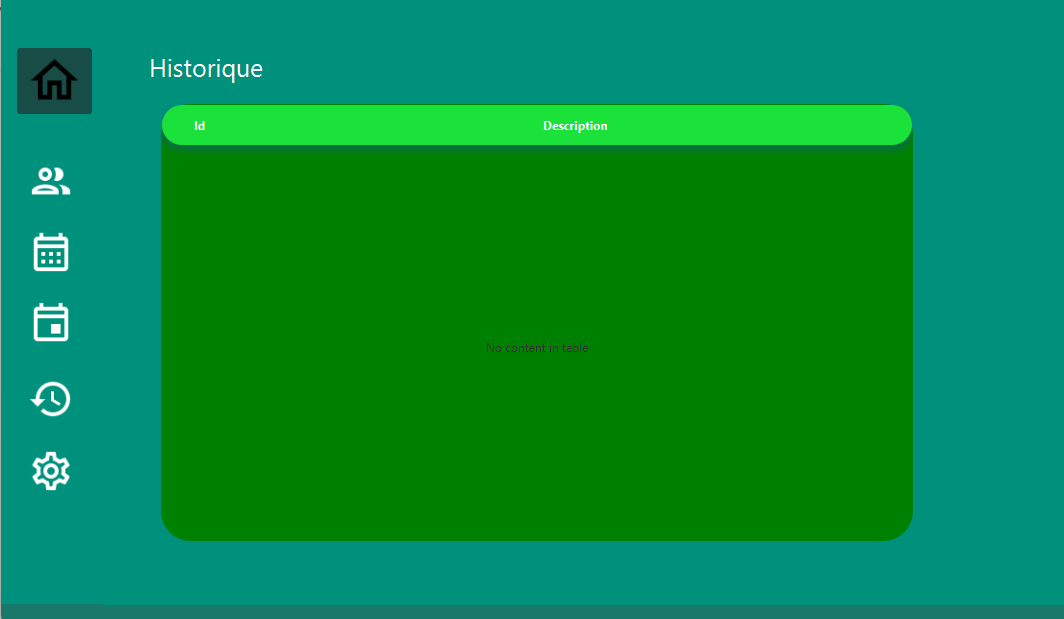 Historique
Id Description
No content in table